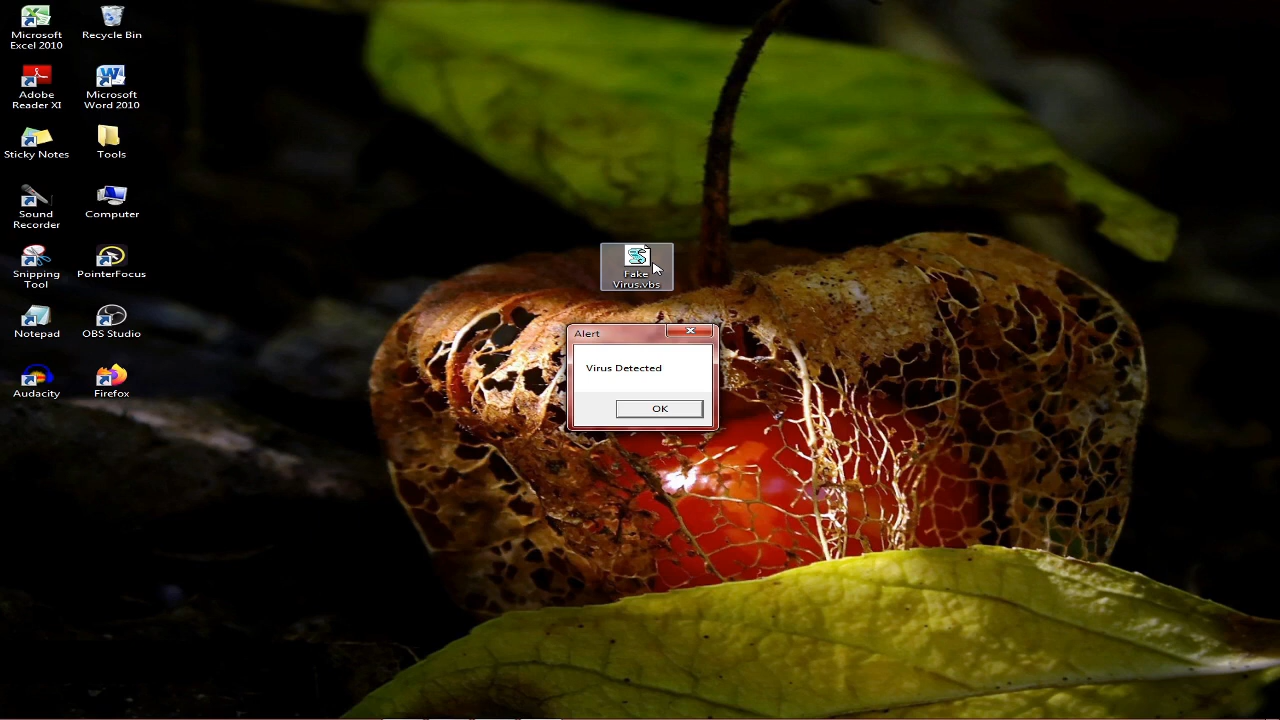 Microsoft
Excel 2010
Recycle Bin
Adobe
Reader XI
Microsoft
Word 2010
Sticky Notes
Tools
Sound
Recorder
Computer
Snipping
Tool
PointerFocus
Notepad
OBS Studio
Audacity
Firefox
Fake
Virus.vbs
Alert
Virus Detected
OK